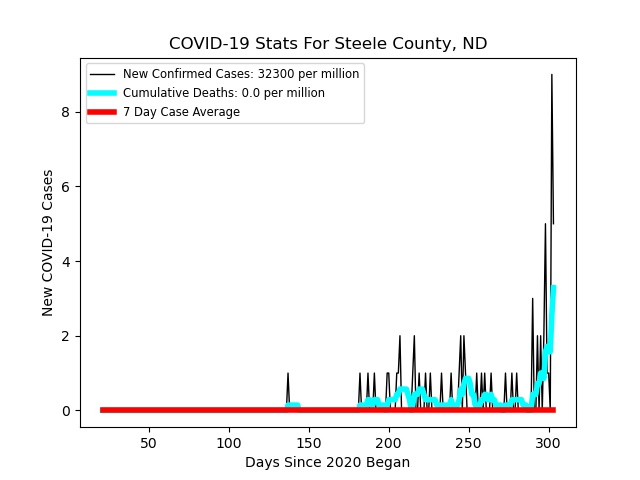 COVID-19 Stats For Steele County, ND
New Confirmed Cases: 32300 per million
Cumulative Deaths: 0.0 per million
7 Day Case Average
New COVID-19 Cases
8
6
4
2
0
50 100 150 200 250 300
Days Since 2020 Began